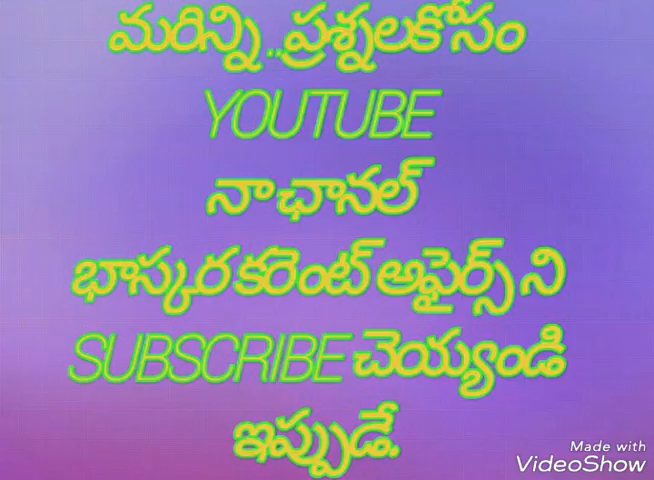 మరిన్ని ..ప్రశ్నలకోసం
YOUTUBE
నా ఛానల్
భాస్కర కరెంట్ అఫైర్స్ ని
SUBSCRIBE చెయ్యండి
ఇప్పుడే.
Made with
VideoShow